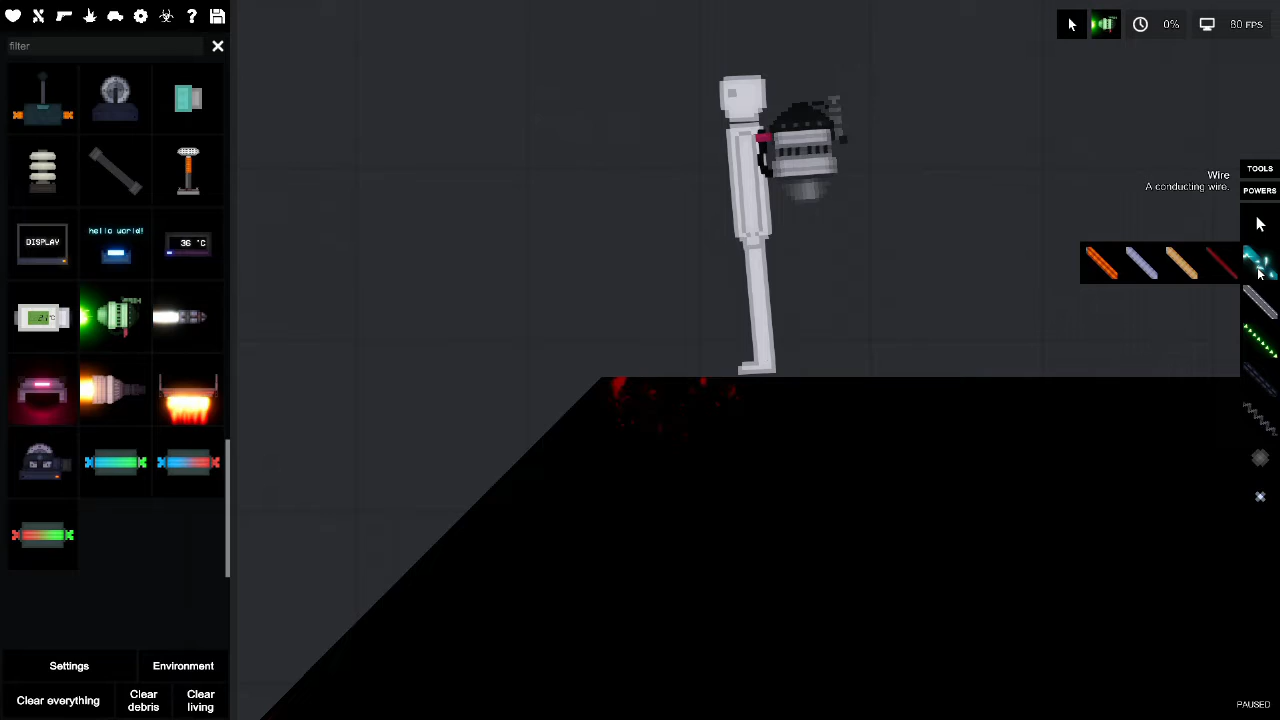 filter
0%
80 FPS
TOOLS
POWERS
Wire
A conducting wire.
DISPLAY
hello world!
36 °C
Settings
Environment
Clear everything
Clear debris
Clear living
PAUSED